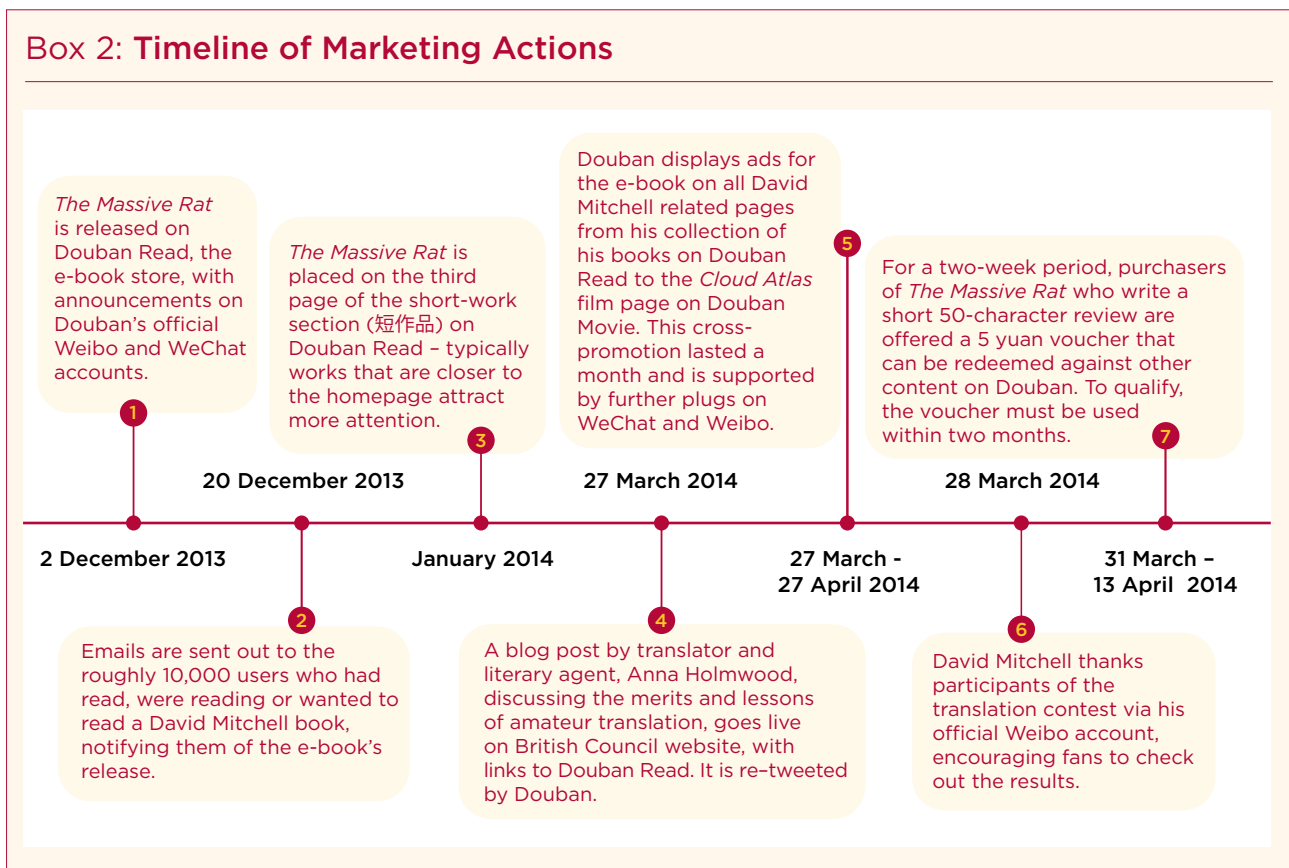 Box 2: Timeline of Marketing Actions
The Massive Rat
is released on
Douban Read, the
e-book store, with
announcements on
Douban's official
Weibo and WeChat
accounts.
1
2 December 2013
20 December 2013
2
Emails are sent out to the
roughly 10,000 users who had
read, were reading or wanted to
read a David Mitchell book,
notifying them of the e-book's
release.
The Massive Rat is
placed on the third
page of the short-work
section (短作品) on
Douban Read – typically
works that are closer to
the homepage attract
more attention.
3
January 2014
27 March 2014
4
A blog post by translator and
literary agent, Anna Holmwood,
discussing the merits and lessons
of amateur translation, goes live
on British Council website, with
links to Douban Read. It is re–tweeted
by Douban.
Douban displays ads for
the e-book on all David
Mitchell related pages
from his collection of
his books on Douban
Read to the Cloud Atlas
film page on Douban
Movie. This cross-
promotion lasted a
month and is supported
by further plugs on
WeChat and Weibo.
5
27 March -
27 April 2014
28 March 2014
6
David Mitchell thanks
participants of the
translation contest via his
official Weibo account,
encouraging fans to check
out the results.
For a two-week period, purchasers
of The Massive Rat who write a
short 50-character review are
offered a 5 yuan voucher that
can be redeemed against other
content on Douban. To qualify,
the voucher must be used
within two months.
7
31 March –
13 April 2014